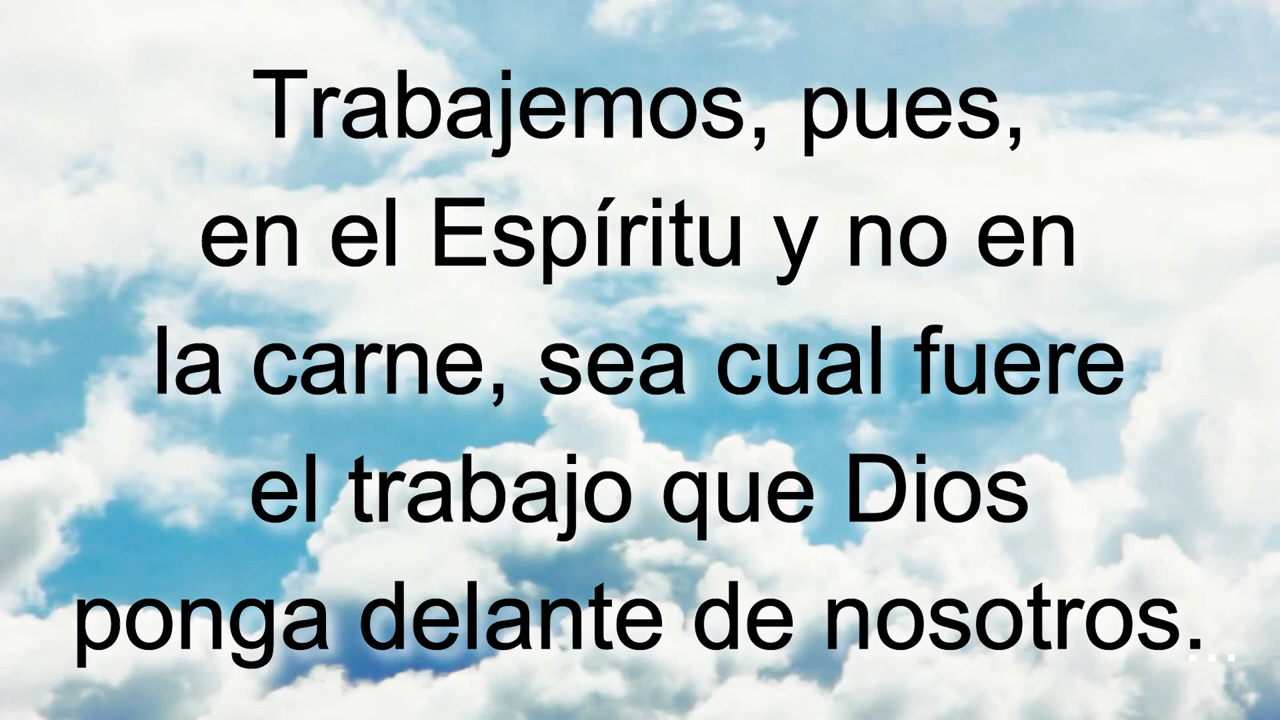 Trabajemos, pues,
en el Espíritu y no en
la carne, sea cual fuere
el trabajo que Dios
ponga delante de nosotros.
...